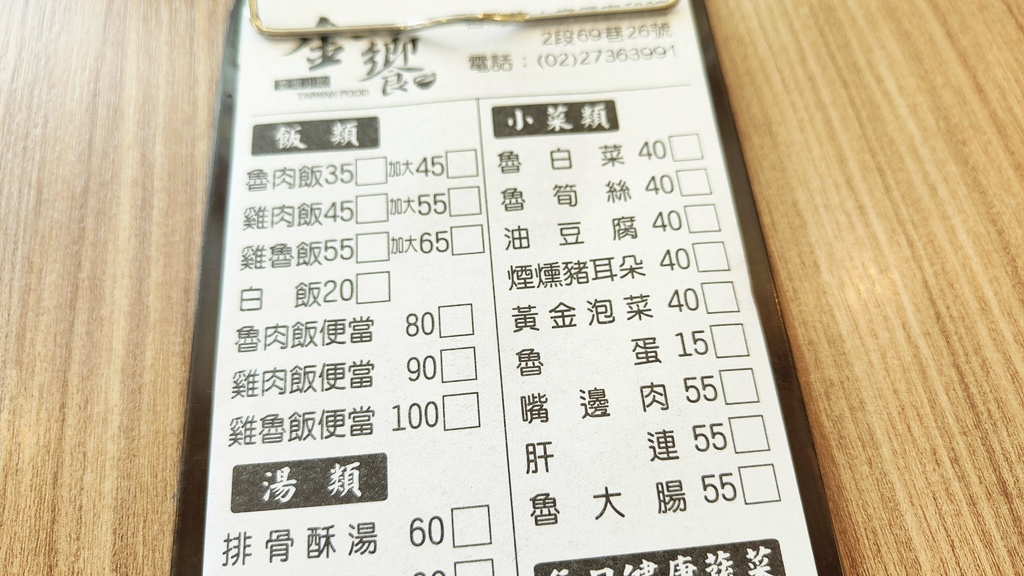 金饗
TAIWAN FOOD
2段69巷26號
電話：(02)27363991
飯類
魯肉飯35 加大45
雞肉飯45 加大55
雞魯飯55 加大65
白飯20
魯肉飯便當 80
雞肉飯便當 90
雞魯飯便當 100
湯類
排骨酥湯 60
小菜類
魯白菜 40
魯筍絲 40
油豆腐 40
煙燻豬耳朵 40
黃金泡菜 40
魯蛋 15
嘴邊肉 55
肝連 55
魯大腸 55